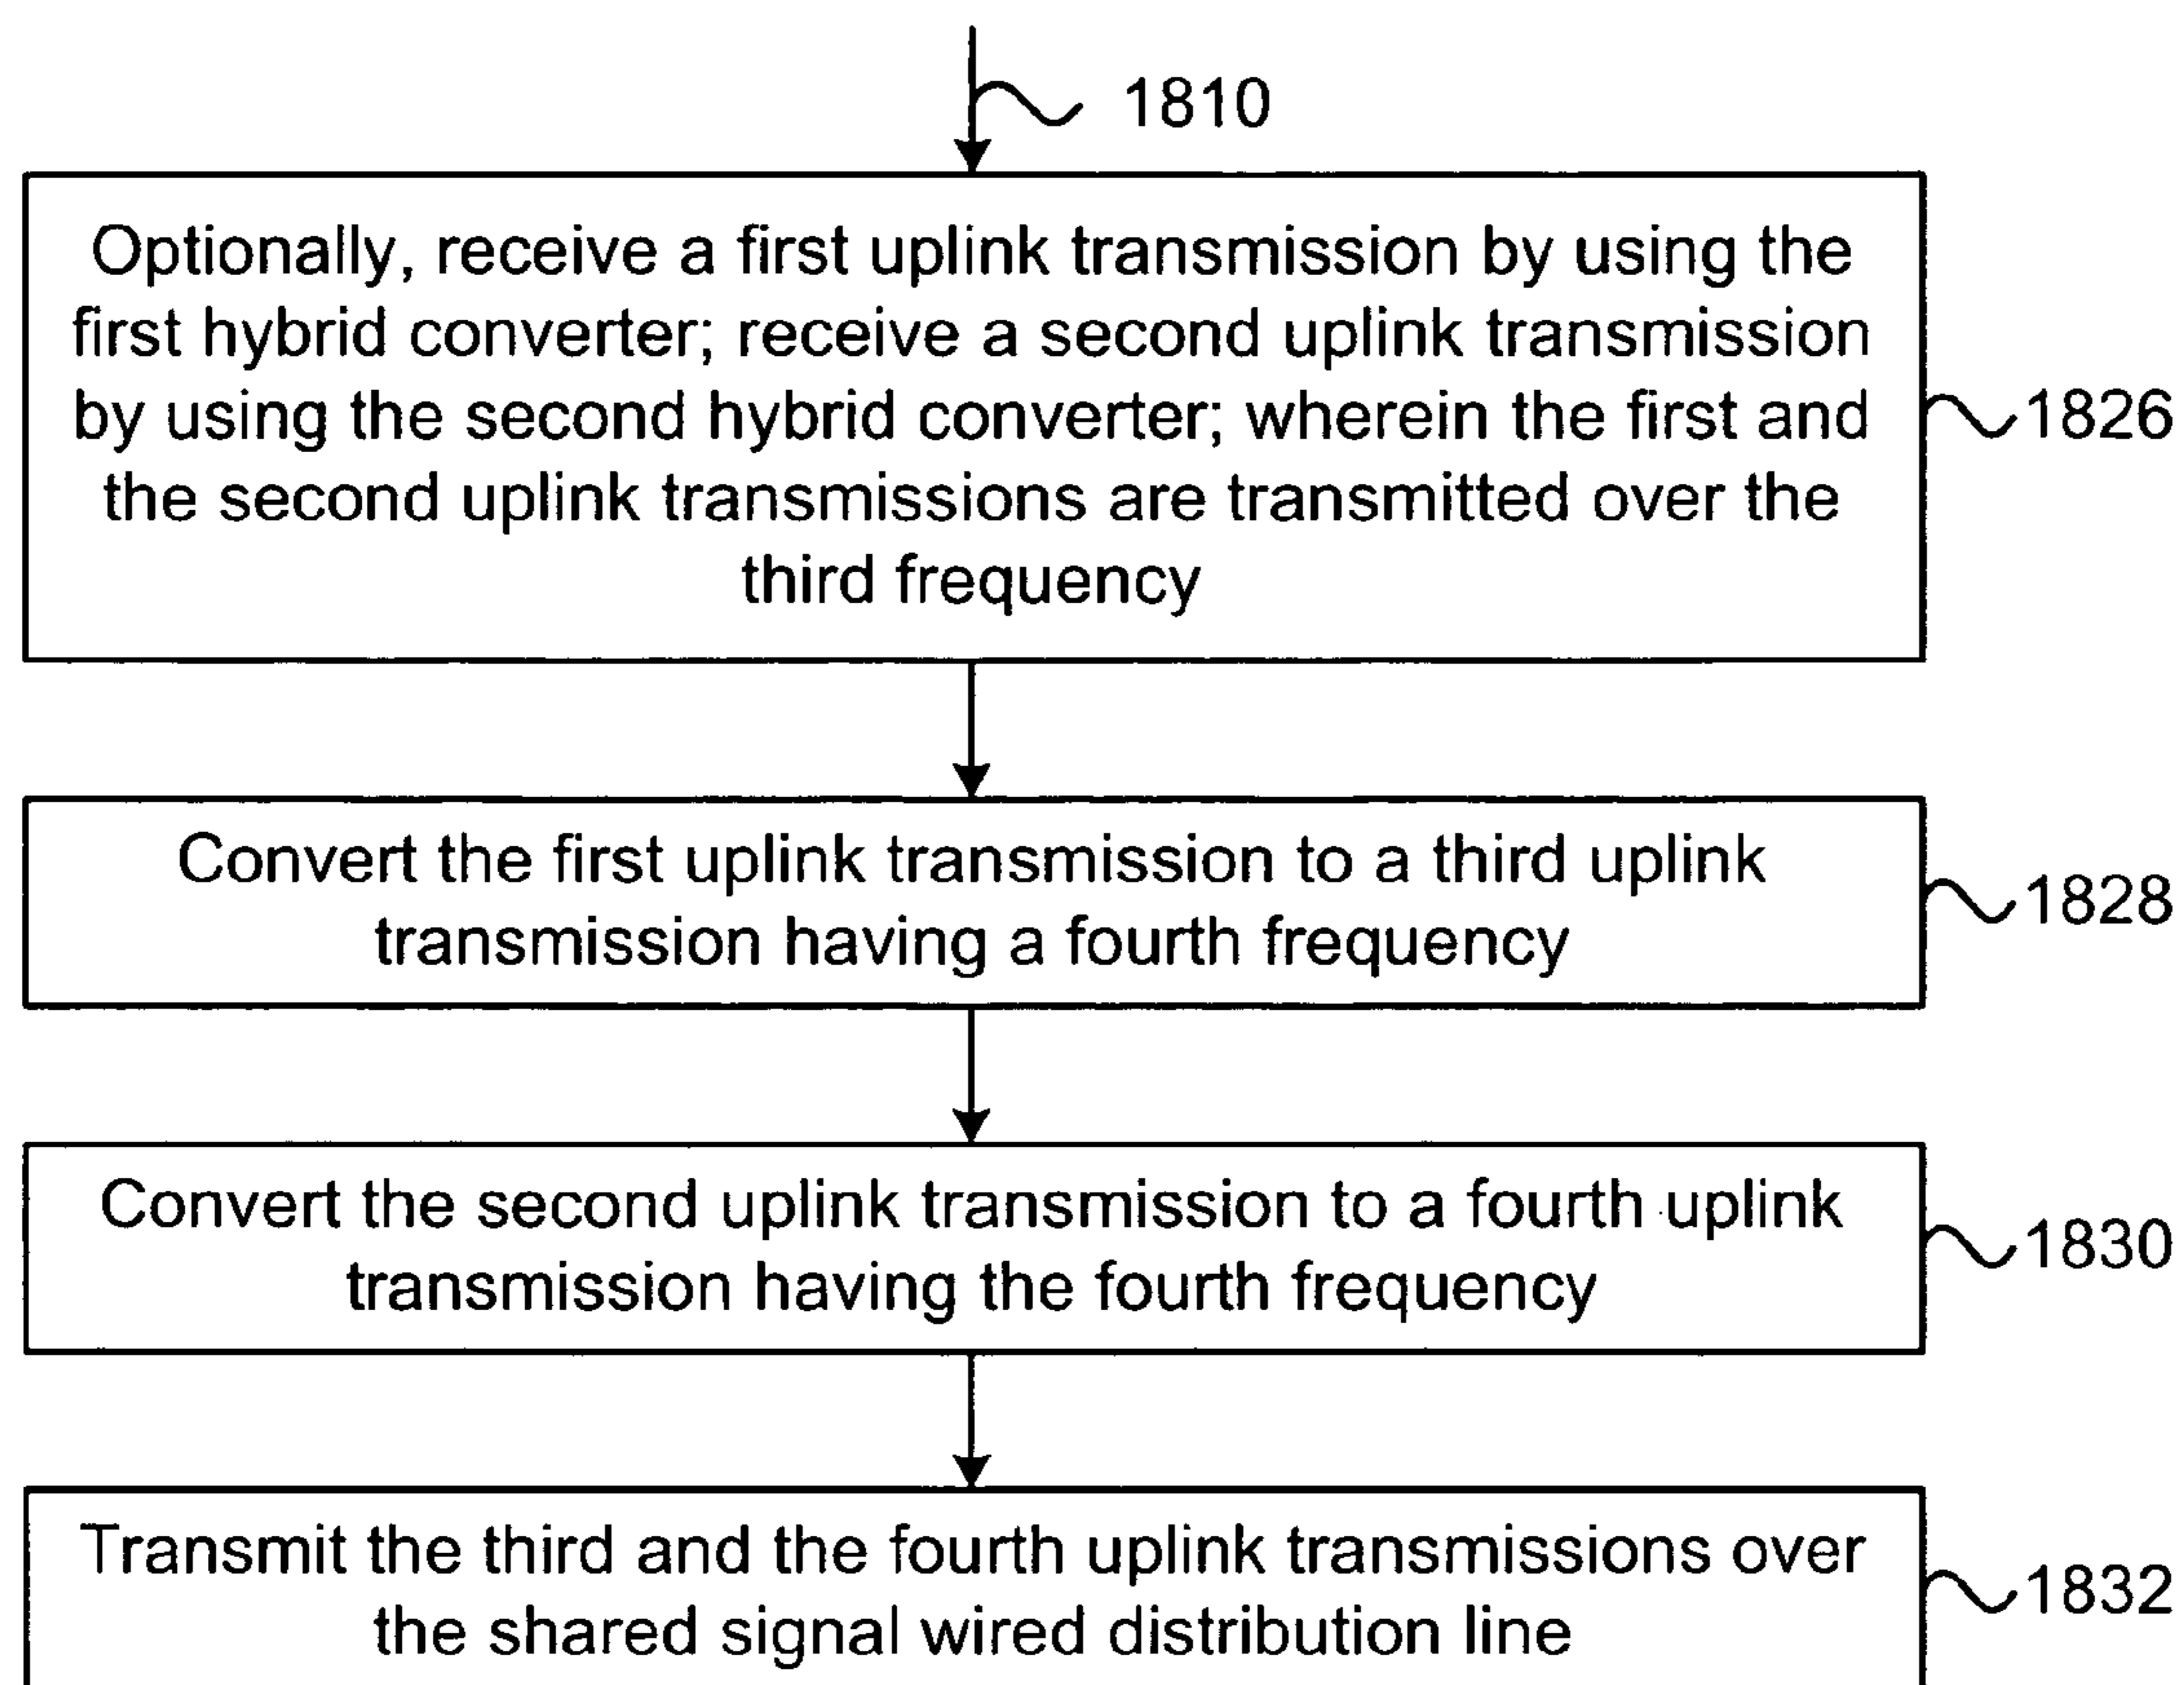 1810
Optionally, receive a first uplink transmission by using the
first hybrid converter; receive a second uplink transmission
by using the second hybrid converter; wherein the first and
the second uplink transmissions are transmitted over the
third frequency
1826
Convert the first uplink transmission to a third uplink
transmission having a fourth frequency
1828
Convert the second uplink transmission to a fourth uplink
transmission having the fourth frequency
1830
Transmit the third and the fourth uplink transmissions over
the shared signal wired distribution line
1832